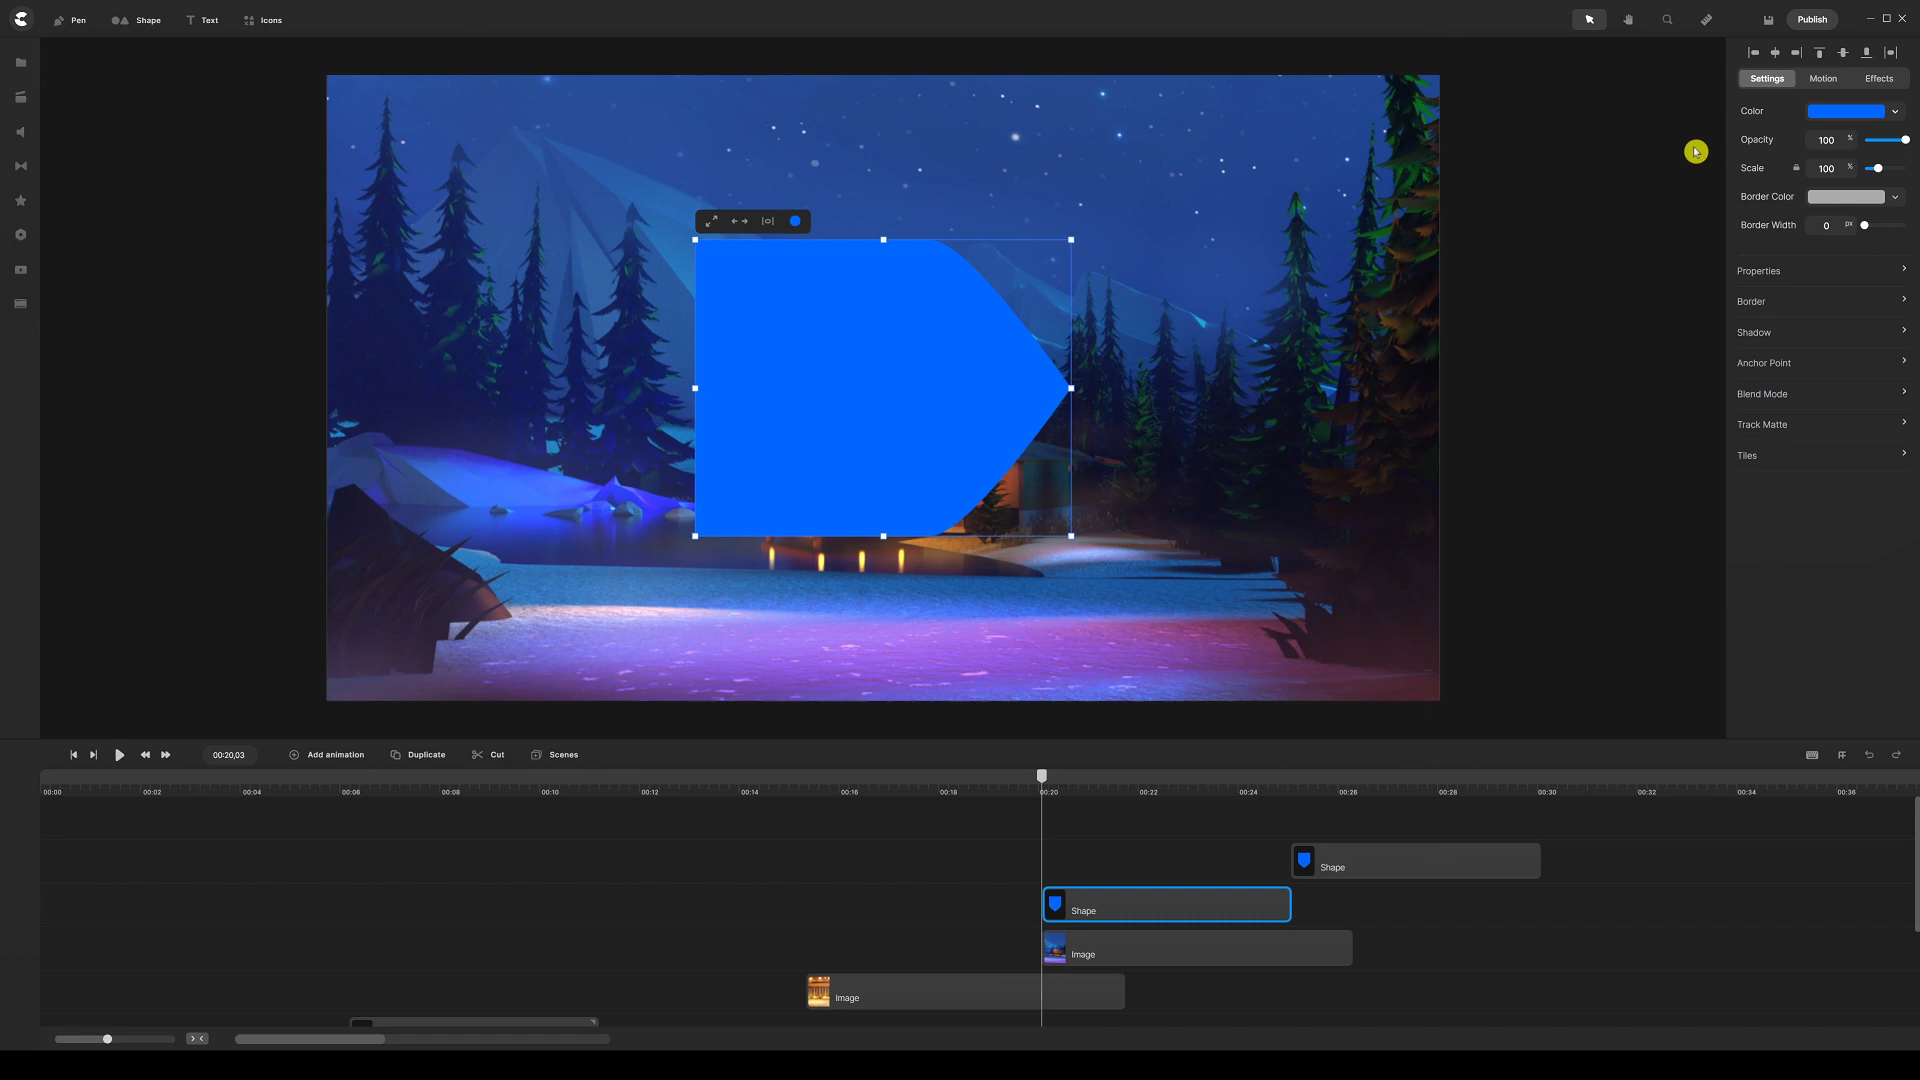 Pen Shape Text Icons Publish
Settings Motion Effects
Color
Opacity 100 %
Scale 100 %
Border Color
Border Width 0 px
Properties
Border
Shadow
Anchor Point
Blend Mode
Track Matte
Tiles
00:20,03 Add animation Duplicate Cut Scenes
00:00 00:02 00:04 00:06 00:08 00:10 00:12 00:14 00:16 00:18 00:20 00:22 00:24 00:26 00:28 00:30 00:32 00:34 00:36
Shape
Shape
Image
Image